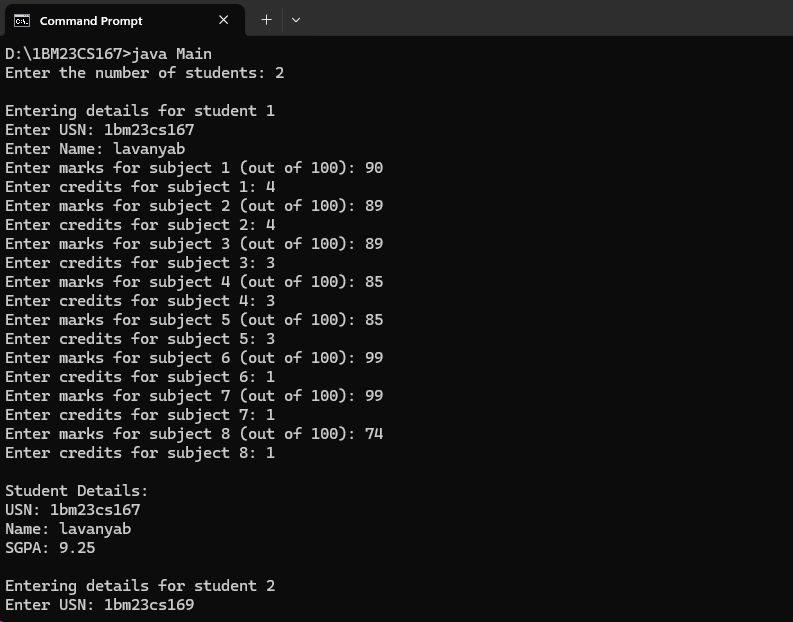 Command Prompt
D:\1BM23CS167>java Main
Enter the number of students: 2
Entering details for student 1
Enter USN: 1bm23cs167
Enter Name: lavanyab
Enter marks for subject 1 (out of 100): 90
Enter credits for subject 1: 4
Enter marks for subject 2 (out of 100): 89
Enter credits for subject 2: 4
Enter marks for subject 3 (out of 100): 89
Enter credits for subject 3: 3
Enter marks for subject 4 (out of 100): 85
Enter credits for subject 4: 3
Enter marks for subject 5 (out of 100): 85
Enter credits for subject 5: 3
Enter marks for subject 6 (out of 100): 99
Enter credits for subject 6: 1
Enter marks for subject 7 (out of 100): 99
Enter credits for subject 7: 1
Enter marks for subject 8 (out of 100): 74
Enter credits for subject 8: 1
Student Details:
USN: 1bm23cs167
Name: lavanyab
SGPA: 9.25
Entering details for student 2
Enter USN: 1bm23cs169